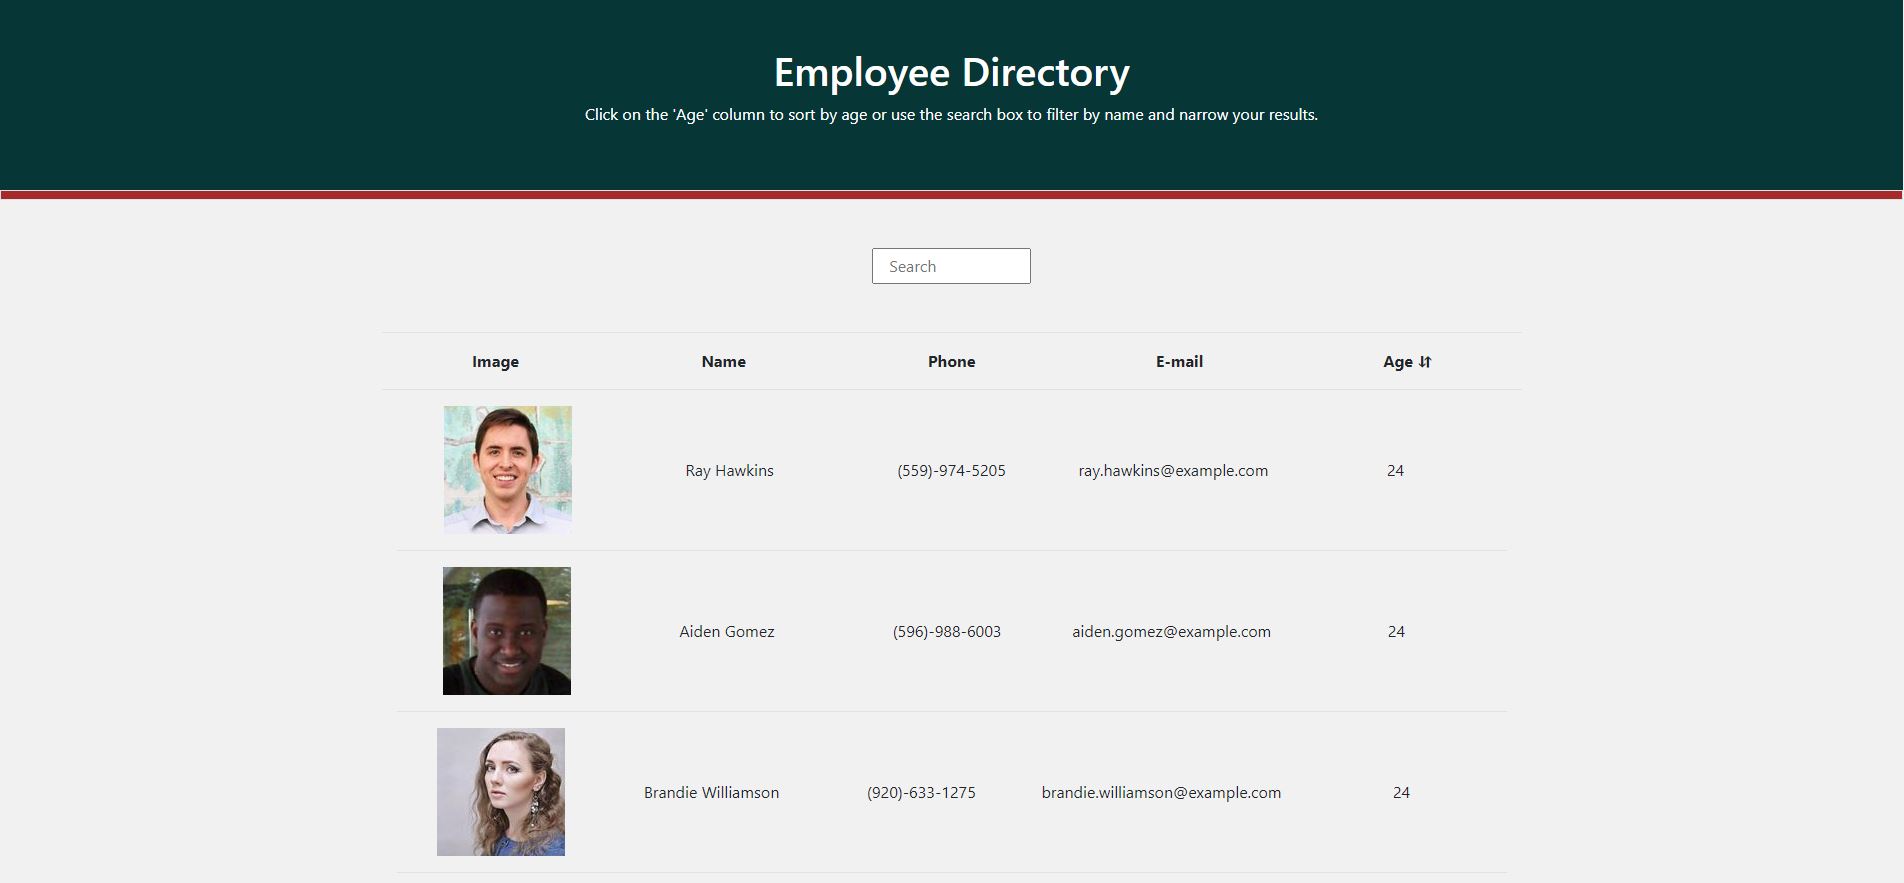 Employee Directory
Click on the 'Age' column to sort by age or use the search box to filter by name and narrow your results.
Search
Image Name Phone E-mail Age ⇵
Ray Hawkins (559)-974-5205 ray.hawkins@example.com 24
Aiden Gomez (596)-988-6003 aiden.gomez@example.com 24
Brandie Williamson (920)-633-1275 brandie.williamson@example.com 24